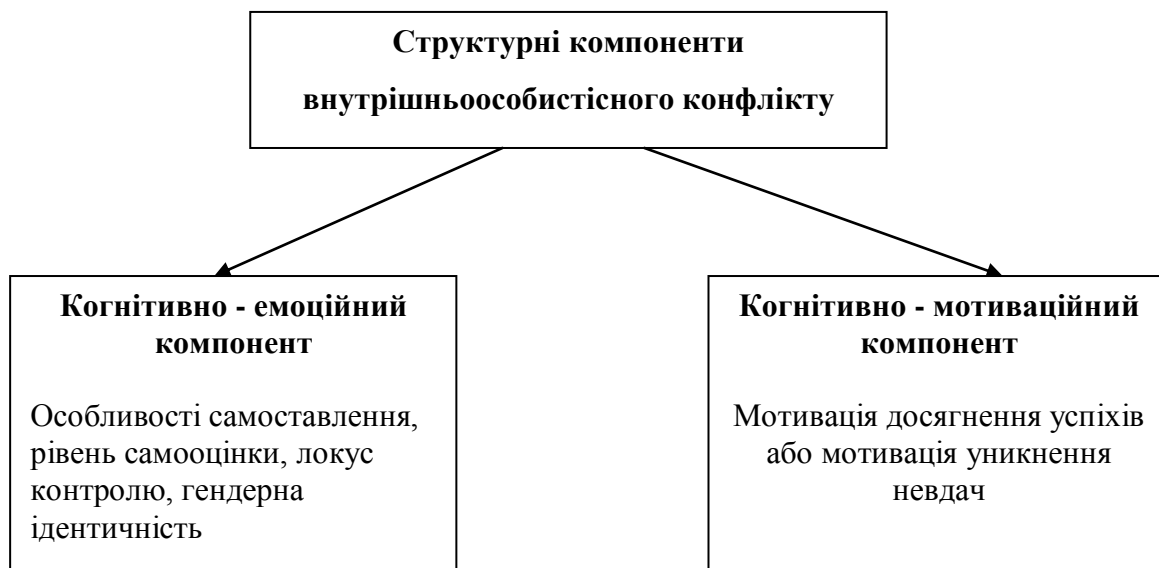 Структурні компоненти
внутрішньоособистісного конфлікту
Когнітивно - емоційний
компонент
Особливості самоставлення,
рівень самооцінки, локус
контролю, гендерна
ідентичність
Когнітивно - мотиваційний
компонент
Мотивація досягнення успіхів
або мотивація уникнення
невдач